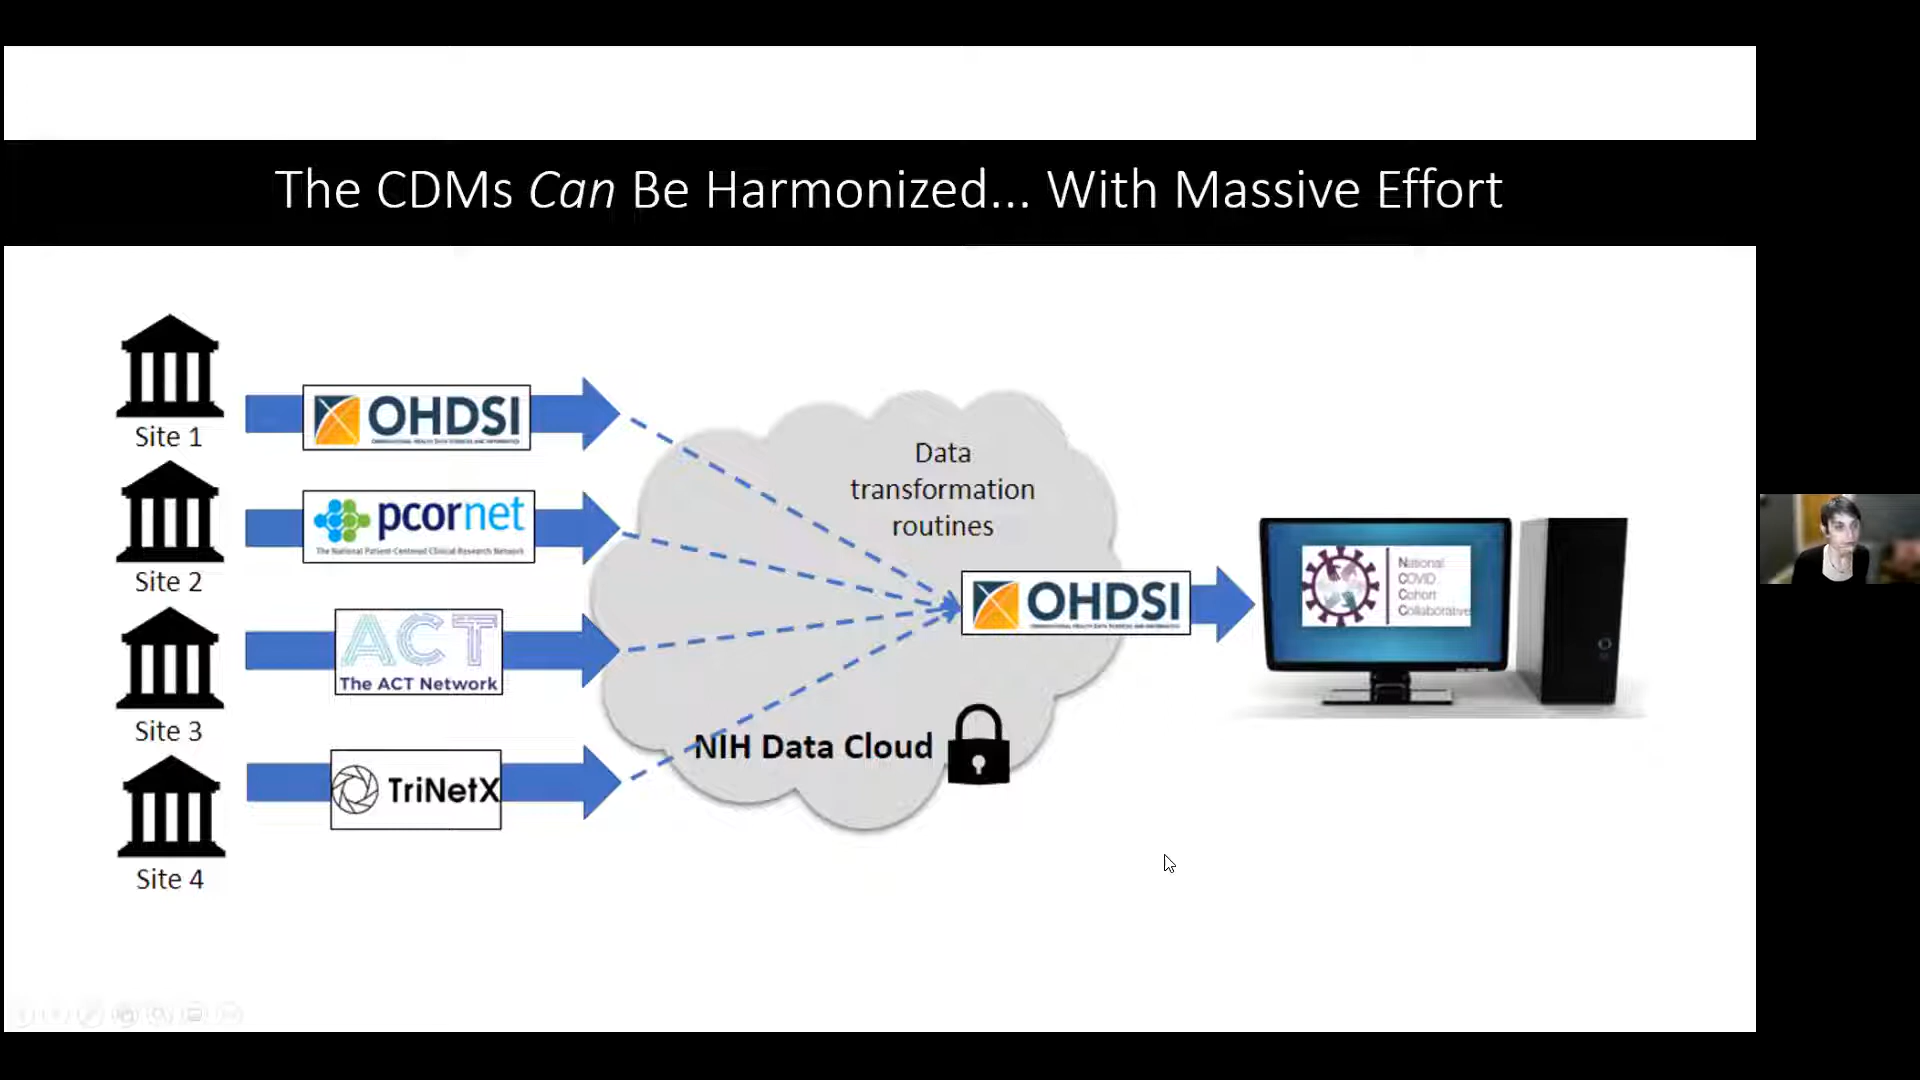 The CDMs Can Be Harmonized... With Massive Effort
Site 1
OHDSI
OBSERVATIONAL HEALTH DATA SCIENCES AND INFORMATICS
Site 2
pcornet
The National Patient-Centered Clinical Research Network
Site 3
ACT
The ACT Network
Site 4
TriNetX
Data
transformation
routines
OHDSI
OBSERVATIONAL HEALTH DATA SCIENCES AND INFORMATICS
NIH Data Cloud
National
COVID
Cohort
Collaborative